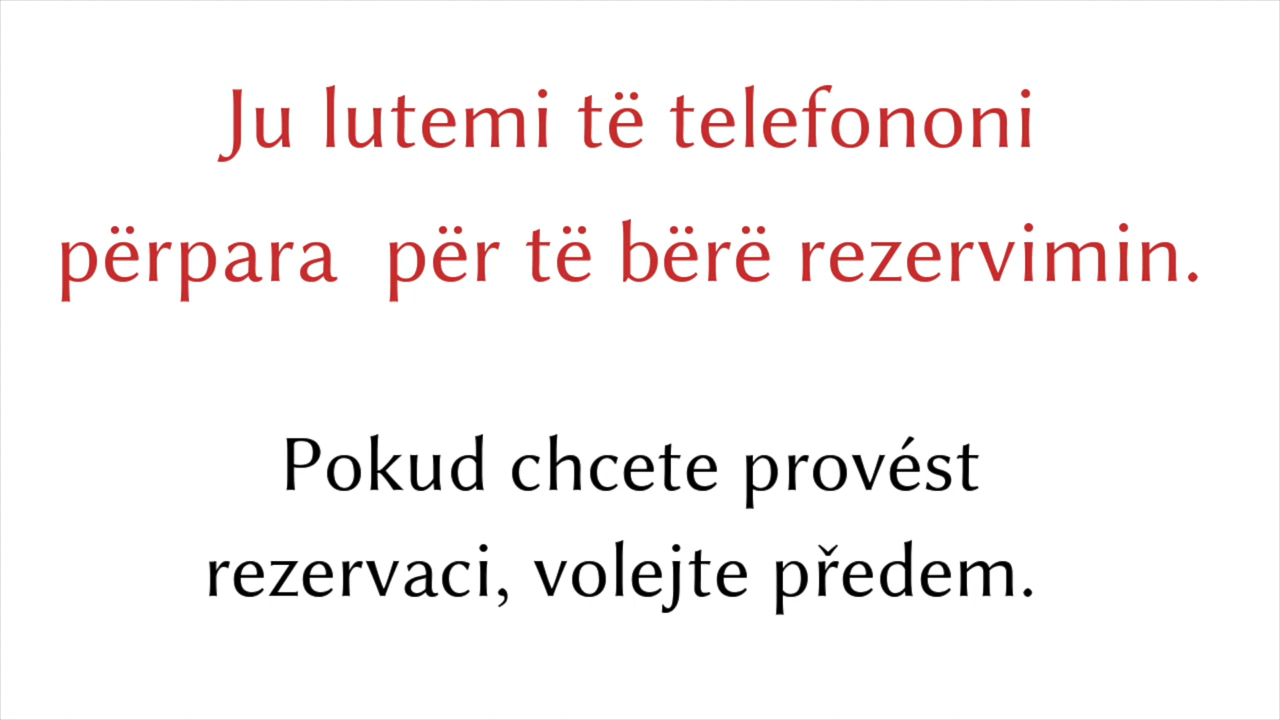 Ju lutemi të telefononi
përpara për të bërë rezervimin.
Pokud chcete provést
rezervaci, volejte předem.